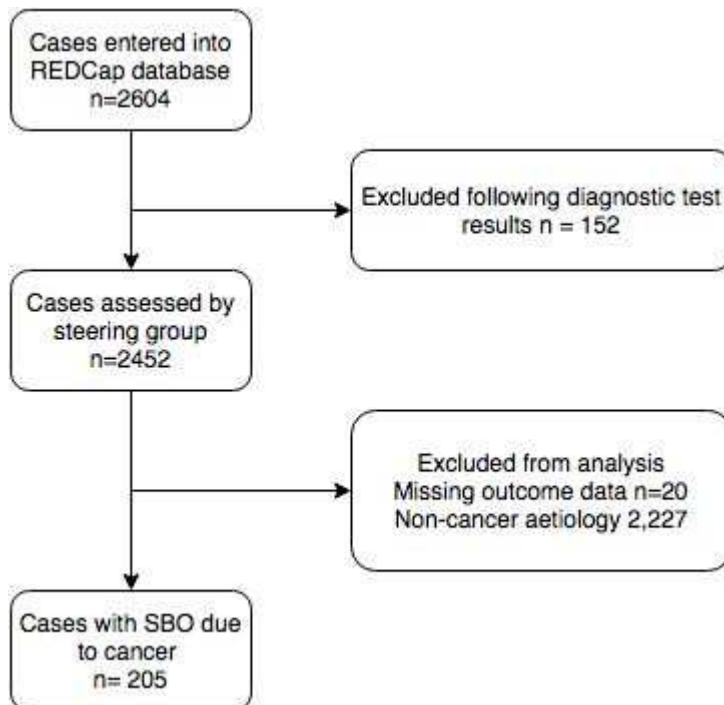 Cases entered into
REDCap database
n=2604
Excluded following diagnostic test
results n = 152
Cases assessed by
steering group
n=2452
Excluded from analysis
Missing outcome data n=20
Non-cancer aetiology 2,227
Cases with SBO due
to cancer
n= 205